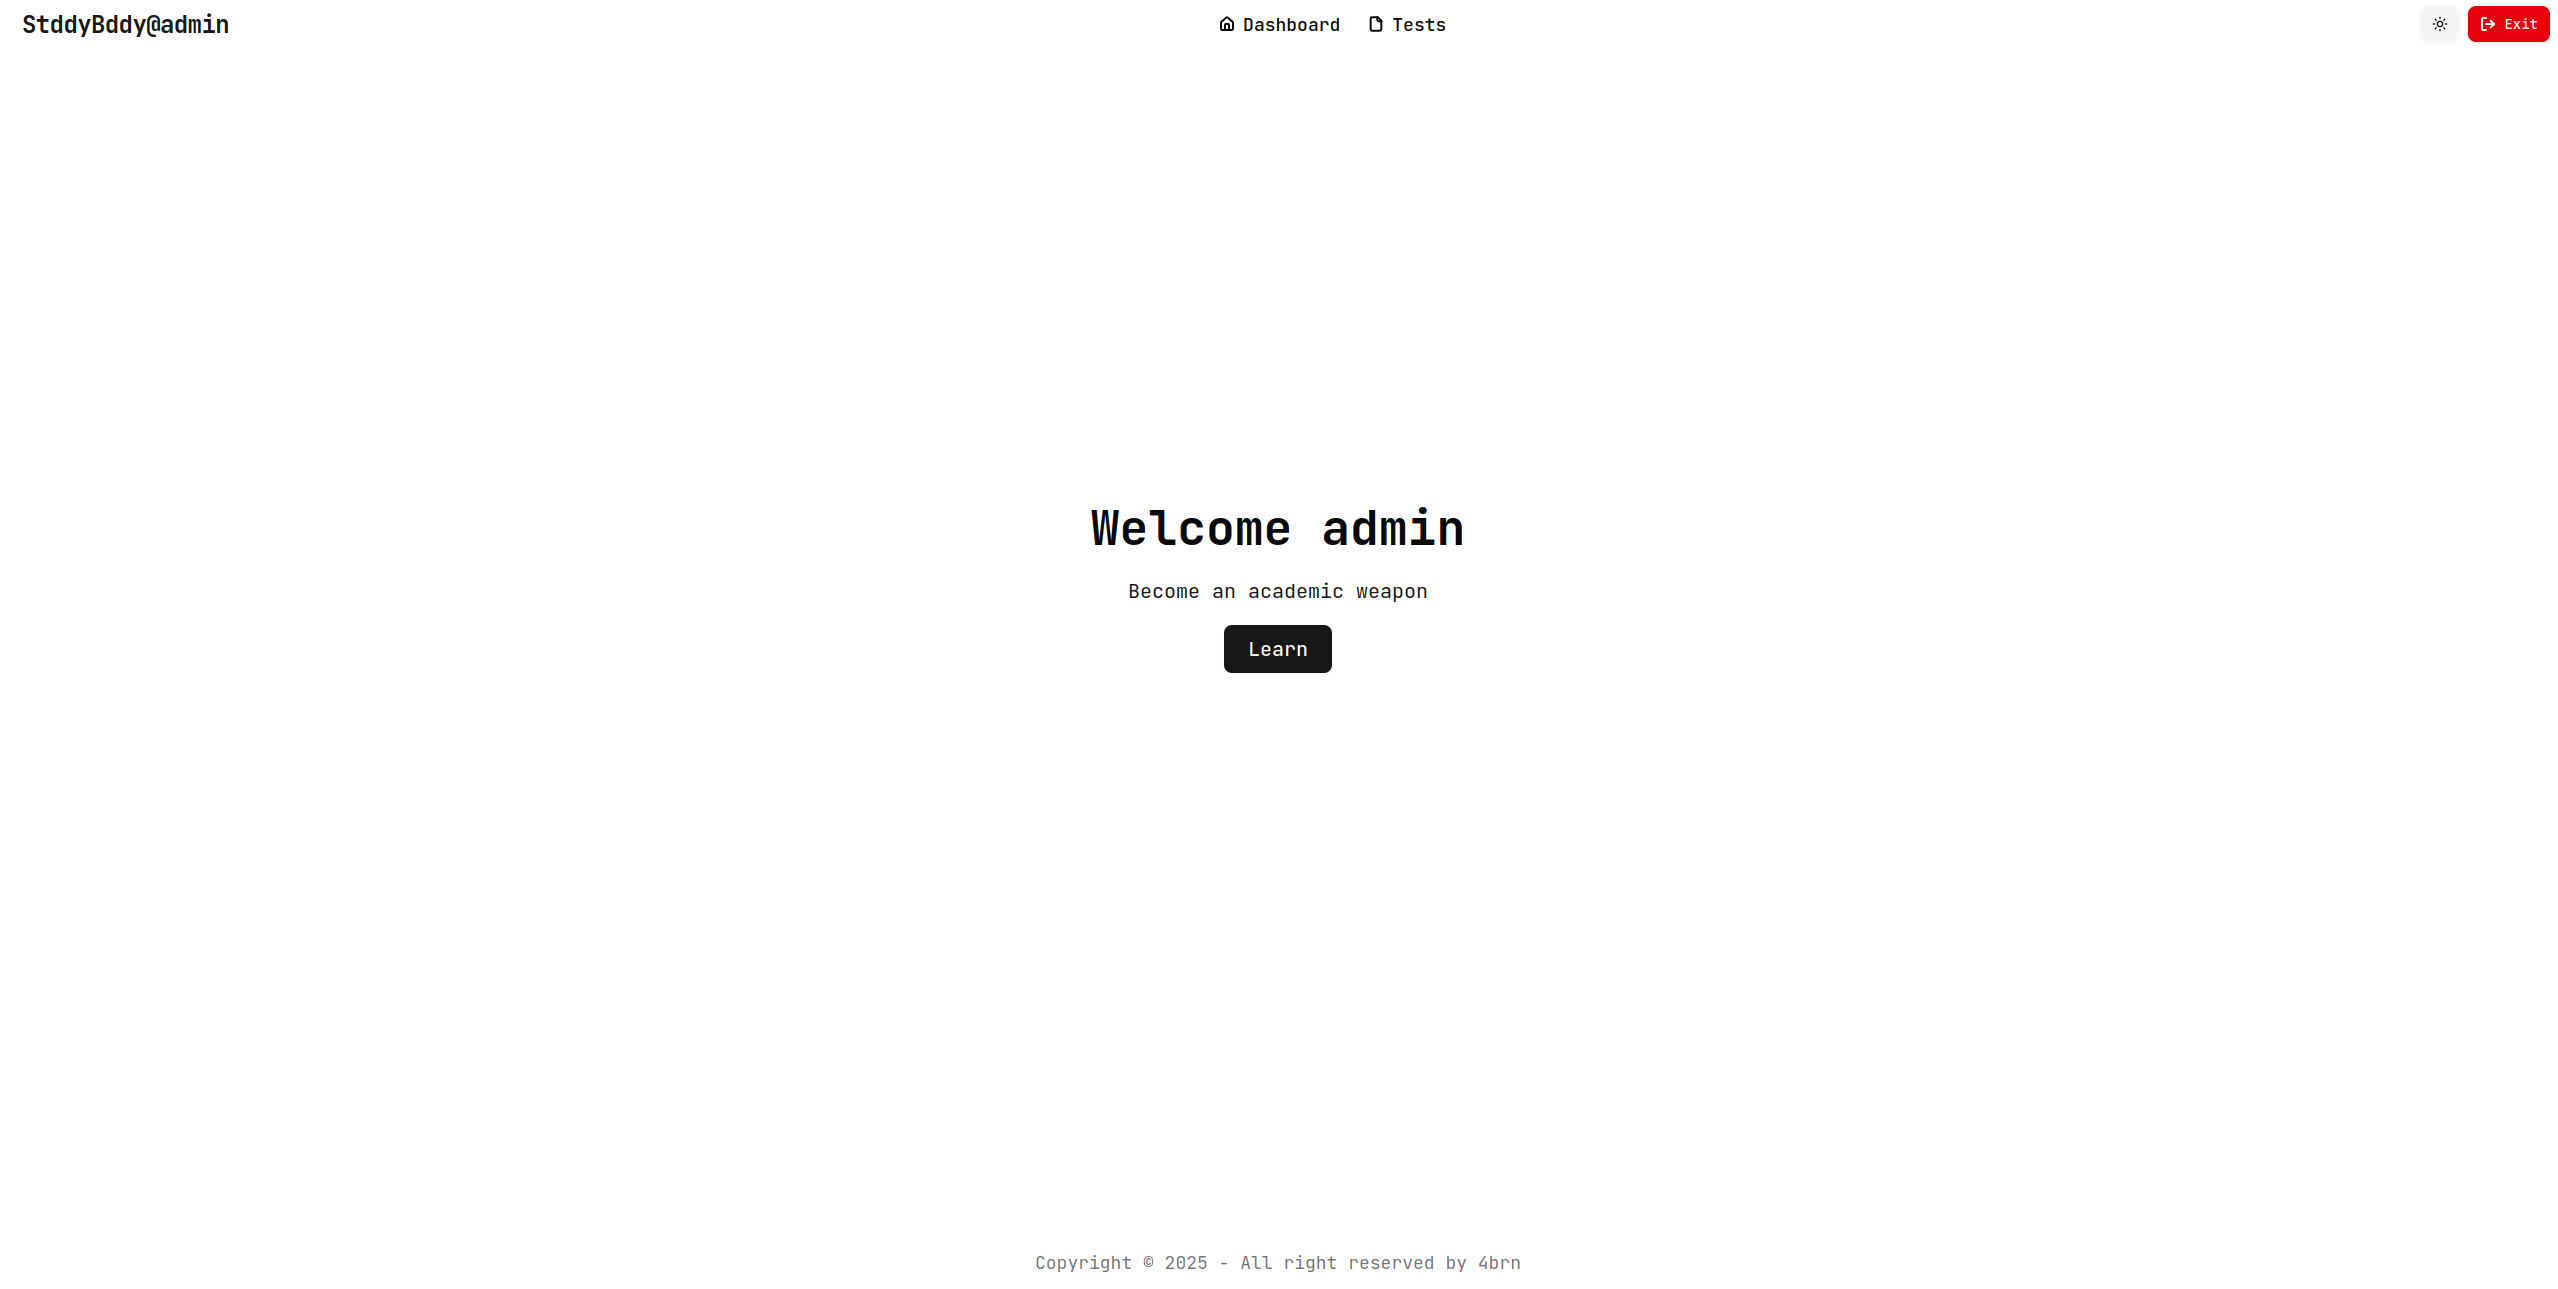 StddyBddy@admin
Dashboard
Tests
Exit
Welcome admin
Become an academic weapon
Learn
Copyright © 2025 - All right reserved by 4brn